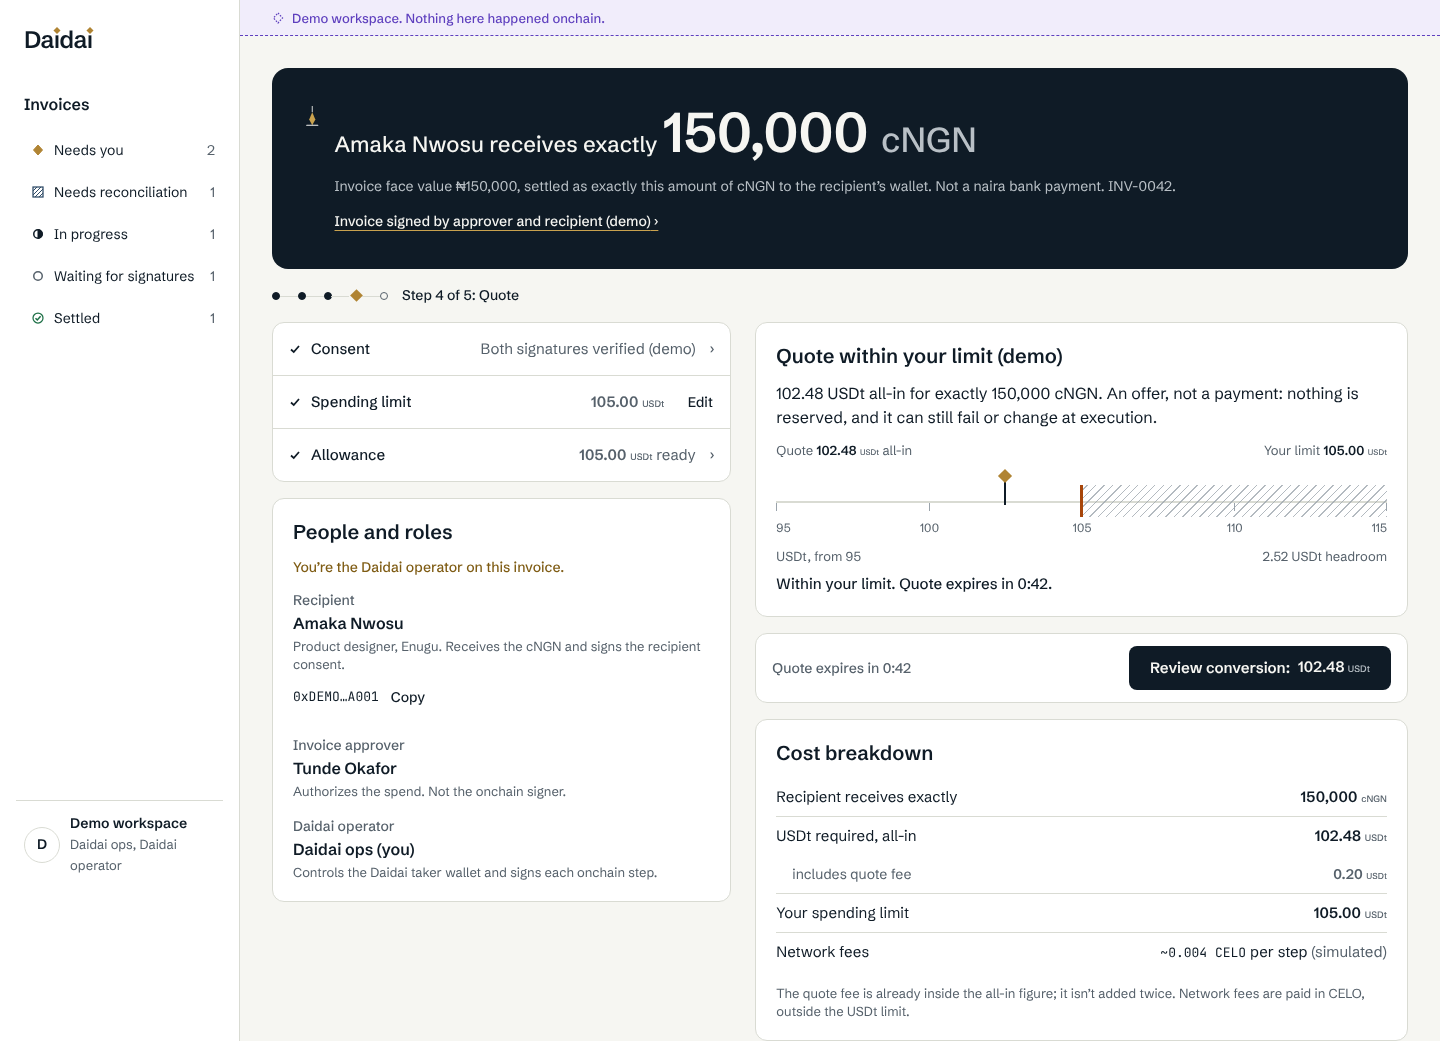 Daidai
Invoices
Needs you 2
Needs reconciliation 1
In progress 1
Waiting for signatures 1
Settled 1
D
Demo workspace
Daidai ops, Daidai
operator
Demo workspace. Nothing here happened onchain.
Amaka Nwosu receives exactly 150,000 cNGN
Invoice face value ₦150,000, settled as exactly this amount of cNGN to the recipient’s wallet. Not a naira bank payment. INV-0042.
Invoice signed by approver and recipient (demo) ›
Step 4 of 5: Quote
Consent Both signatures verified (demo) ›
Spending limit 105.00 USDt Edit
Allowance 105.00 USDt ready ›
People and roles
You’re the Daidai operator on this invoice.
Recipient
Amaka Nwosu
Product designer, Enugu. Receives the cNGN and signs the recipient
consent.
0xDEMO…A001 Copy
Invoice approver
Tunde Okafor
Authorizes the spend. Not the onchain signer.
Daidai operator
Daidai ops (you)
Controls the Daidai taker wallet and signs each onchain step.
Quote within your limit (demo)
102.48 USDt all-in for exactly 150,000 cNGN. An offer, not a payment: nothing is
reserved, and it can still fail or change at execution.
Quote 102.48 USDt all-in Your limit 105.00 USDt
95 100 105 110 115
USDt, from 95 2.52 USDt headroom
Within your limit. Quote expires in 0:42.
Quote expires in 0:42 Review conversion: 102.48 USDt
Cost breakdown
Recipient receives exactly 150,000 cNGN
USDt required, all-in 102.48 USDt
includes quote fee 0.20 USDt
Your spending limit 105.00 USDt
Network fees ~0.004 CELO per step (simulated)
The quote fee is already inside the all-in figure; it isn’t added twice. Network fees are paid in CELO,
outside the USDt limit.